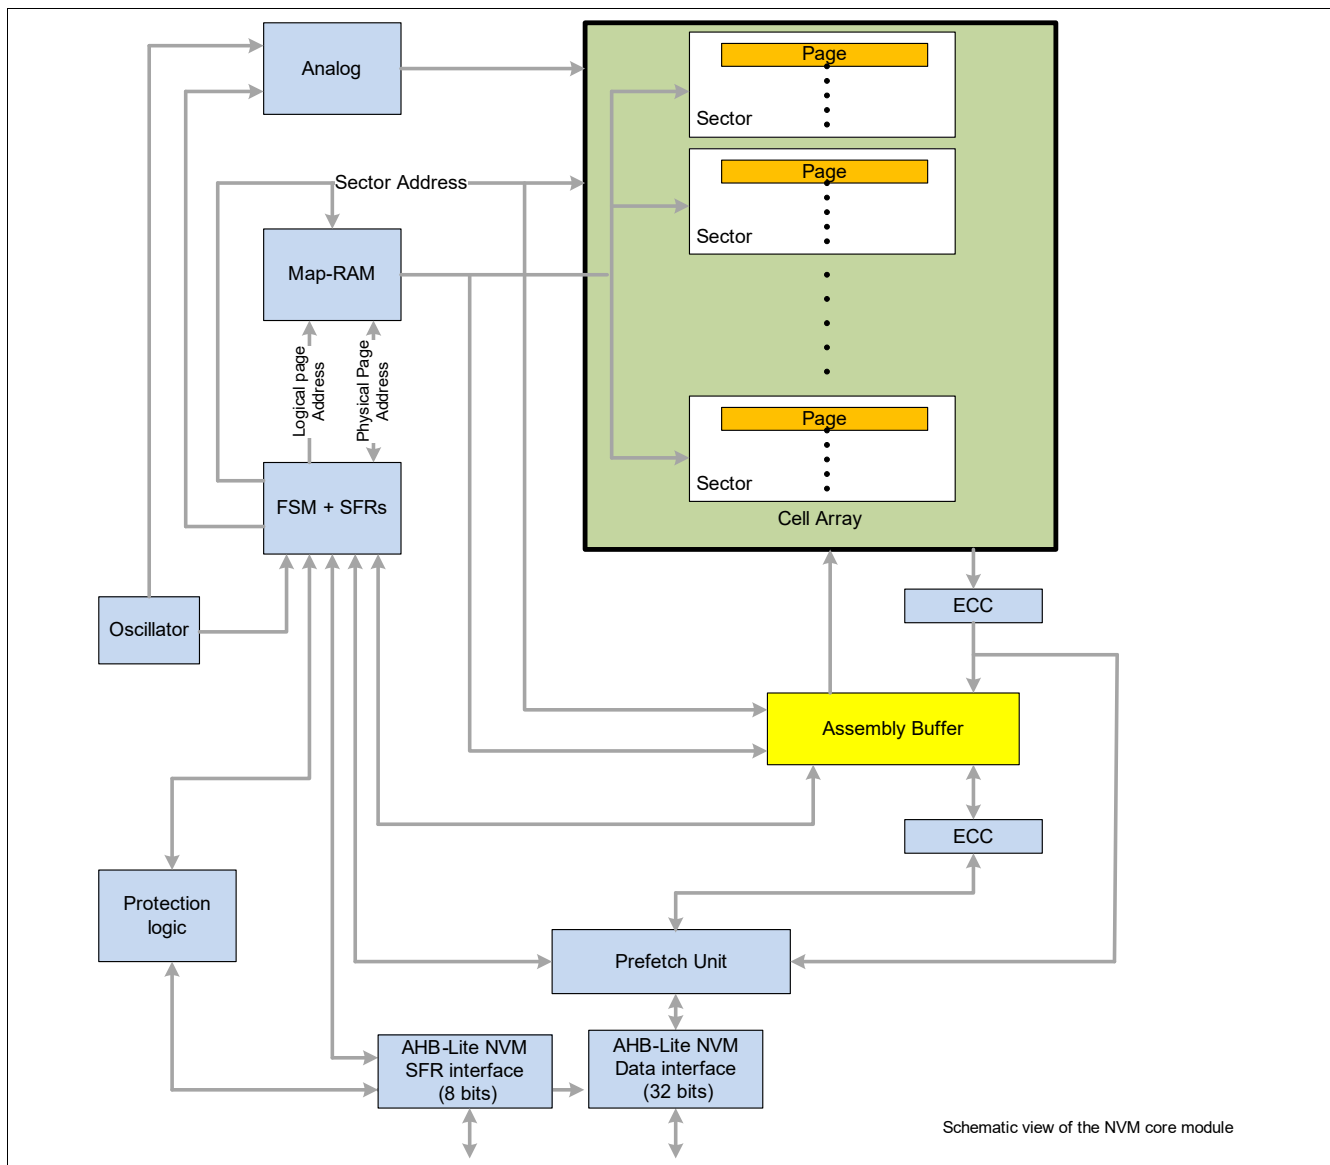 Analog
Page
Sector
Page
Sector
Sector Address
Map-RAM
Logical page
Address
Physical Page
Address
Page
Sector
Cell Array
FSM + SFRs
Oscillator
ECC
Assembly Buffer
ECC
Protection
logic
Prefetch Unit
AHB-Lite NVM
SFR interface
(8 bits)
AHB-Lite NVM
Data interface
(32 bits)
Schematic view of the NVM core module